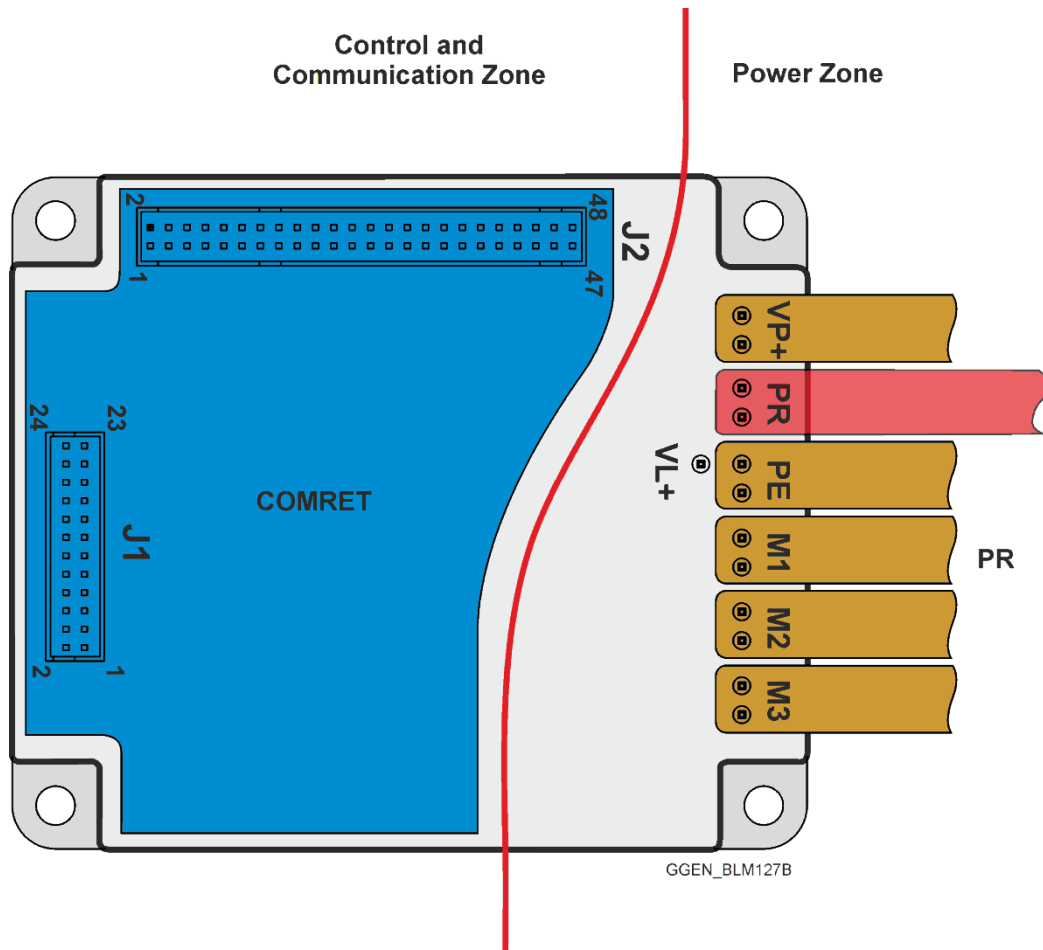 Control and
Communication Zone
Power Zone
2
48
J2
1
47
VP+
PR
24
23
VL+
PE
COMRET
J1
M1
PR
M2
2
1
M3
GGEN_BLM127B